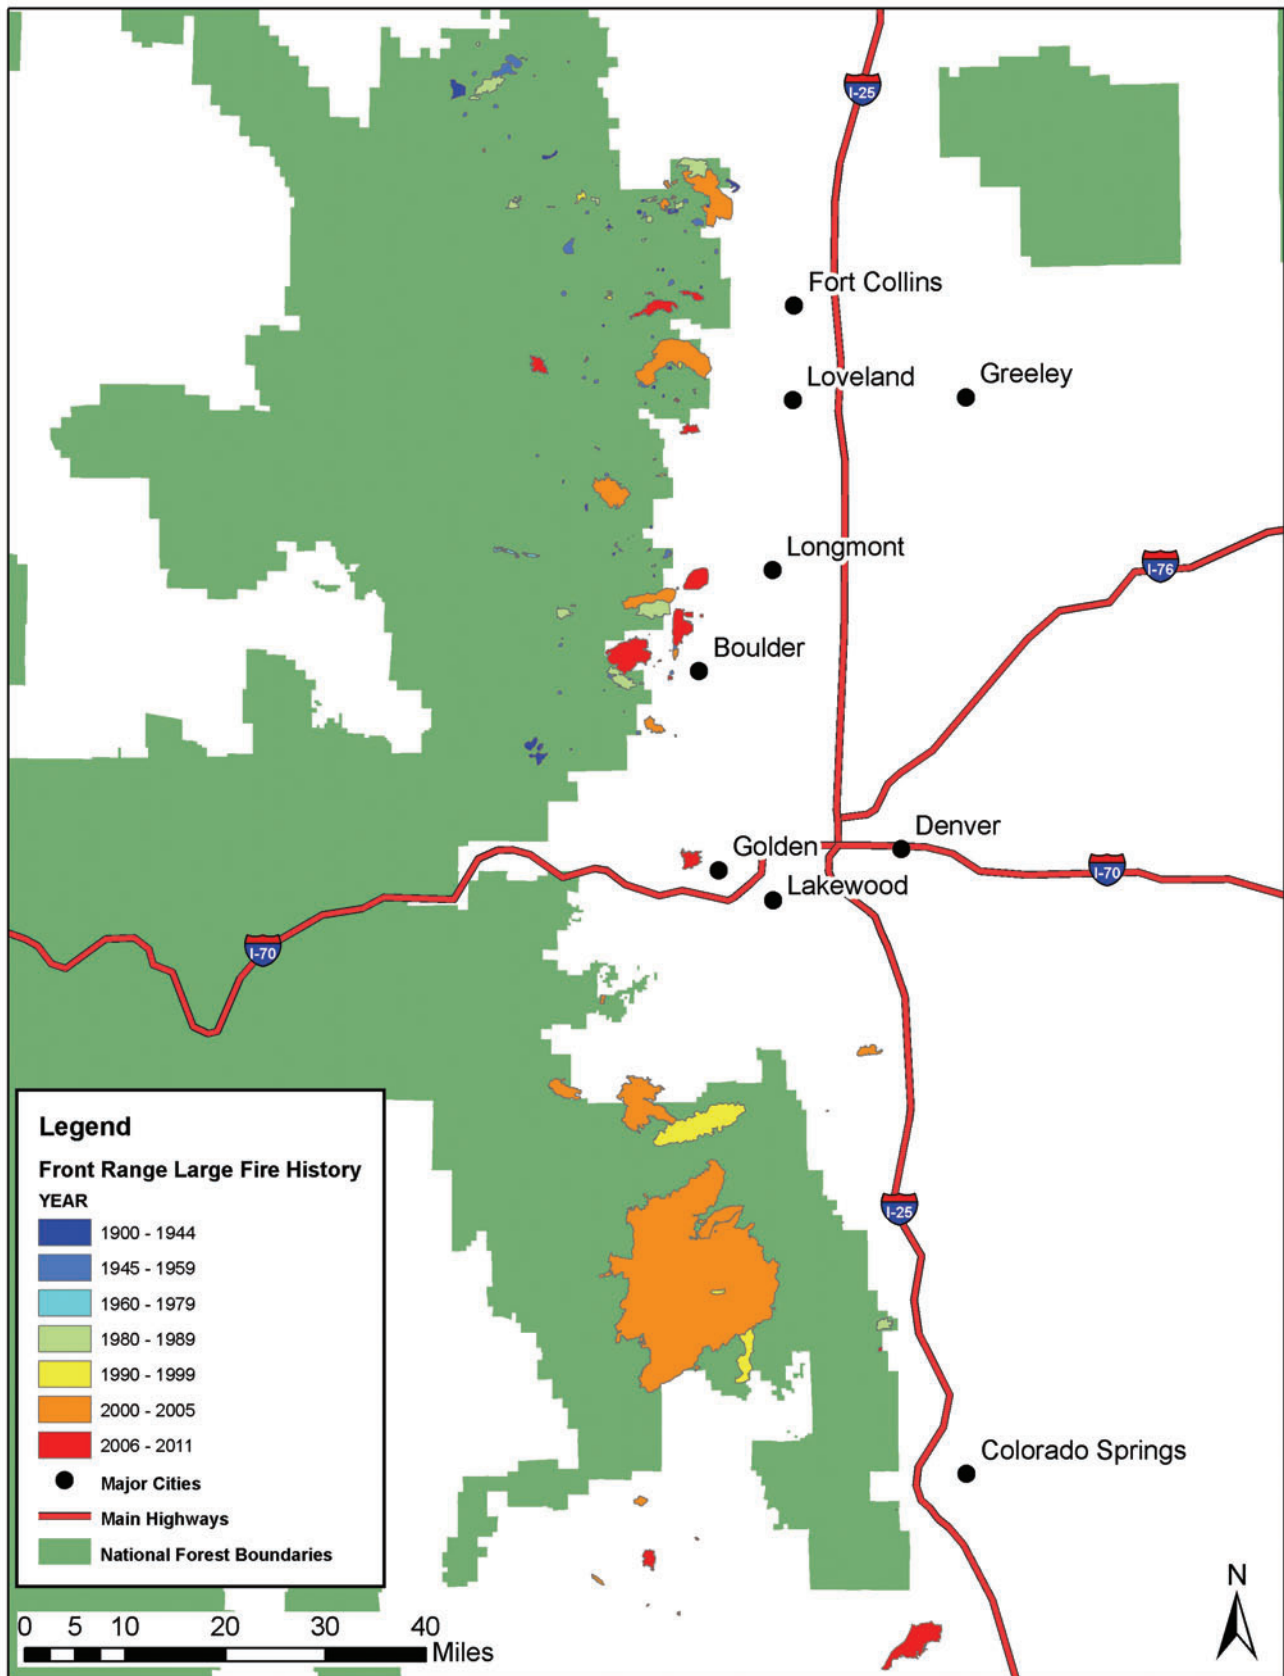 I-25
Fort Collins
Loveland
Greeley
Longmont
I-76
Boulder
Denver
Golden
I-70
Lakewood
I-70
Legend
Front Range Large Fire History
YEAR
1900 - 1944
1945 - 1959
1960 - 1979
1980 - 1989
1990 - 1999
2000 - 2005
2006 - 2011
Major Cities
Main Highways
National Forest Boundaries
I-25
Colorado Springs
N
0 5 10 20 30 40
Miles